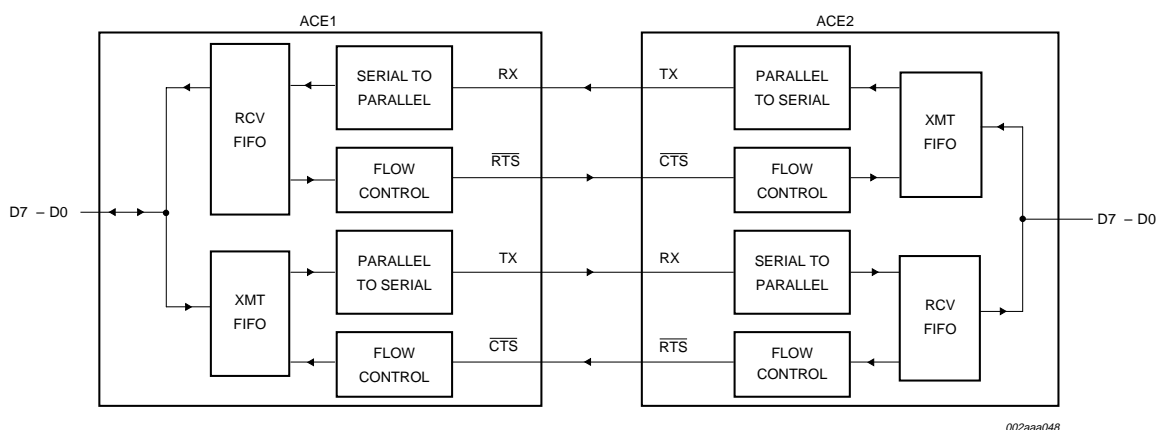 ACE1 ACE2
SERIAL TO
PARALLEL
RX TX
PARALLEL
TO SERIAL
RCV
FIFO
XMT
FIFO
FLOW
CONTROL
RTS CTS
FLOW
CONTROL
D7 – D0 D7 – D0
XMT
FIFO
PARALLEL
TO SERIAL
TX RX
SERIAL TO
PARALLEL
RCV
FIFO
FLOW
CONTROL
CTS RTS
FLOW
CONTROL
002aaa048